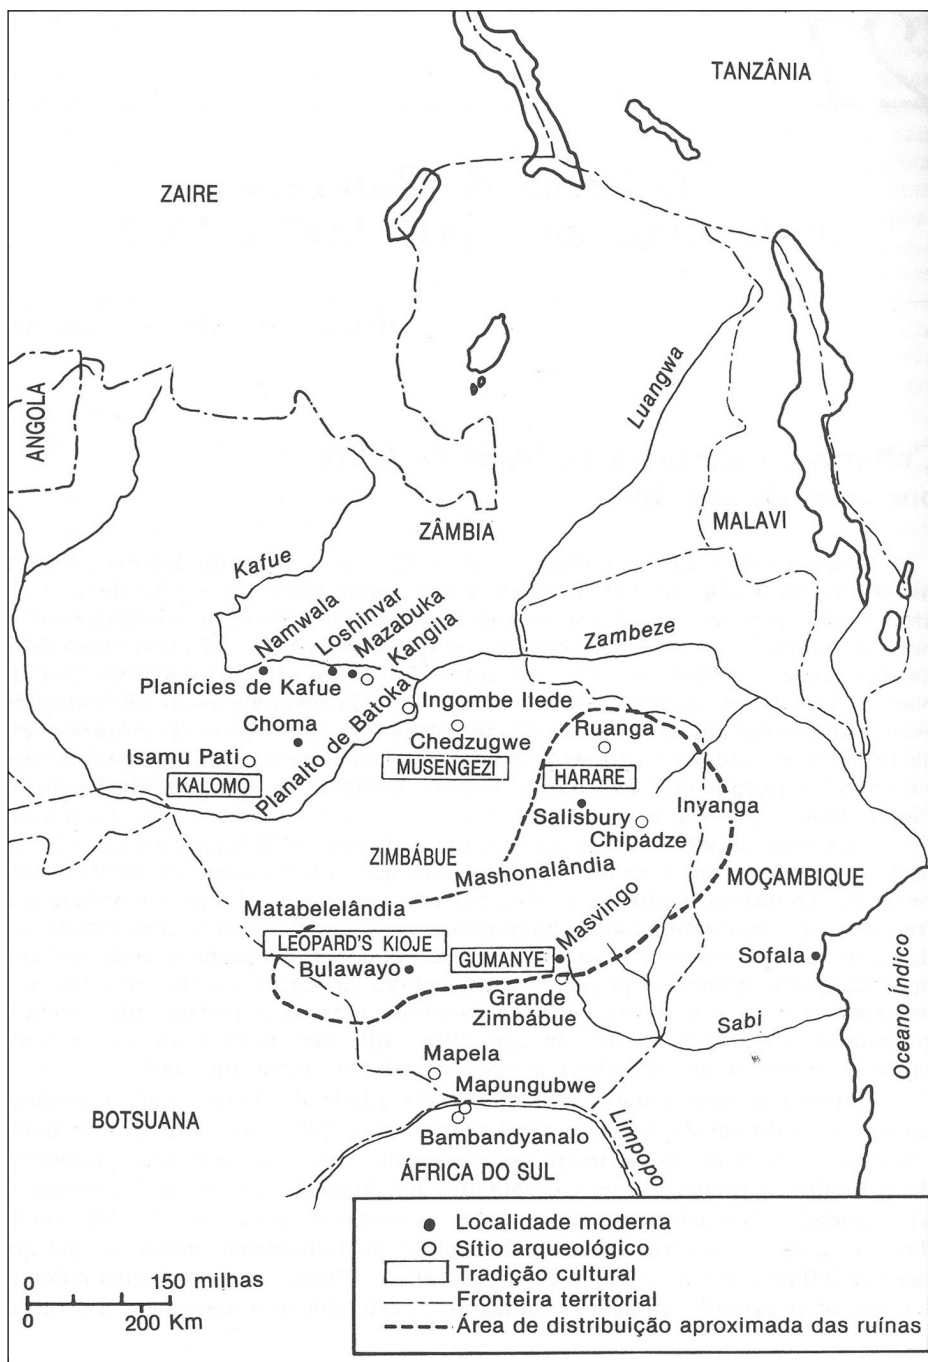 TANZÂNIA
ZAIRE
ANGOLA
Luangwa
ZÂMBIA
MALAVI
Kafue
Zambeze
Namwala
Loshinvar
Mazabuka
Kangila
Planícies de Kafue
Ingombe Ilede
Choma
Planalto de Batoka
Chedzugwe
Ruanga
Isamu Pati
KALOMO
MUSENGEZI
HARARE
Salisbury
Inyanga
Chipadze
ZIMBÁBUE
Mashonalândia
MOÇAMBIQUE
Matabelelândia
Masvingo
LEOPARD'S KIOJE
GUMANYE
Bulawayo
Sofala
Oceano Índico
Grande
Zimbábue
Sabi
Mapela
Mapungubwe
BOTSUANA
Bambandyanalo
Limpopo
ÁFRICA DO SUL
Localidade moderna
Sítio arqueológico
Tradição cultural
Fronteira territorial
Área de distribuição aproximada das ruínas
0 150 milhas
0 200 Km